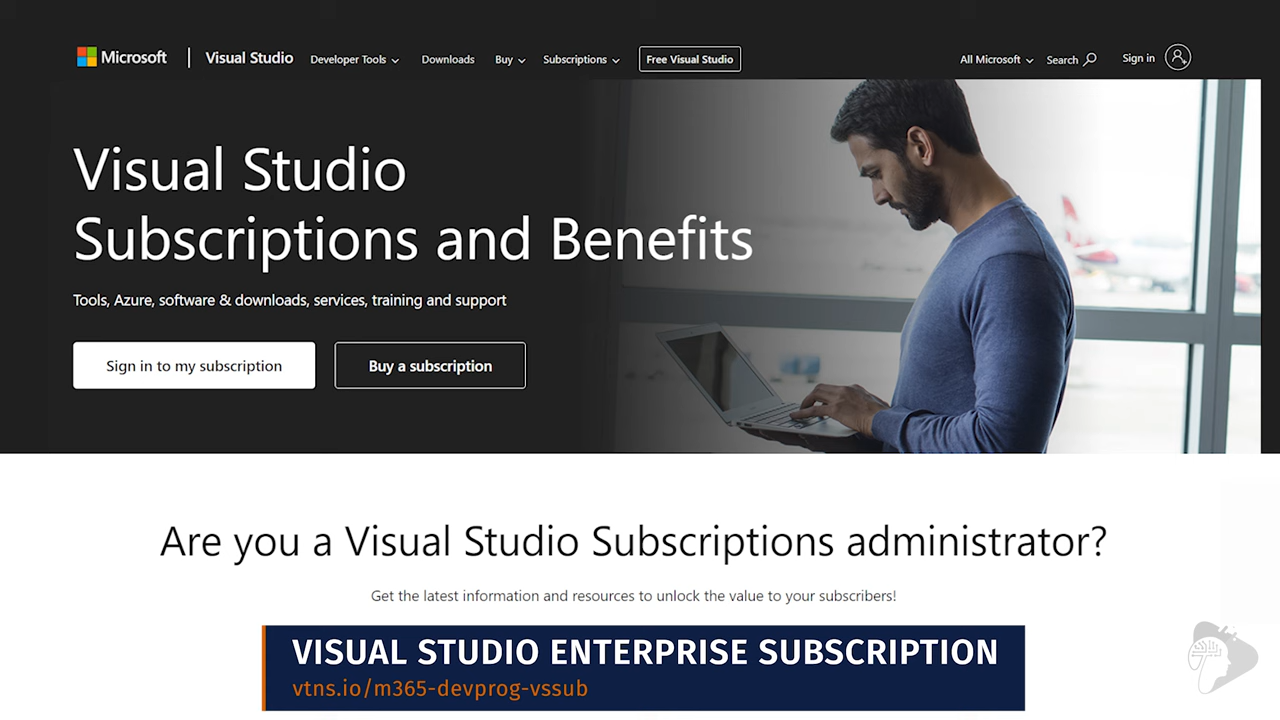 Microsoft
Visual Studio
Developer Tools
Downloads
Buy
Subscriptions
Free Visual Studio
All Microsoft
Search
Sign in
Visual Studio
Subscriptions and Benefits
Tools, Azure, software & downloads, services, training and support
Sign in to my subscription
Buy a subscription
Are you a Visual Studio Subscriptions administrator?
Get the latest information and resources to unlock the value to your subscribers!
VISUAL STUDIO ENTERPRISE SUBSCRIPTION
vtns.io/m365-devprog-vssub